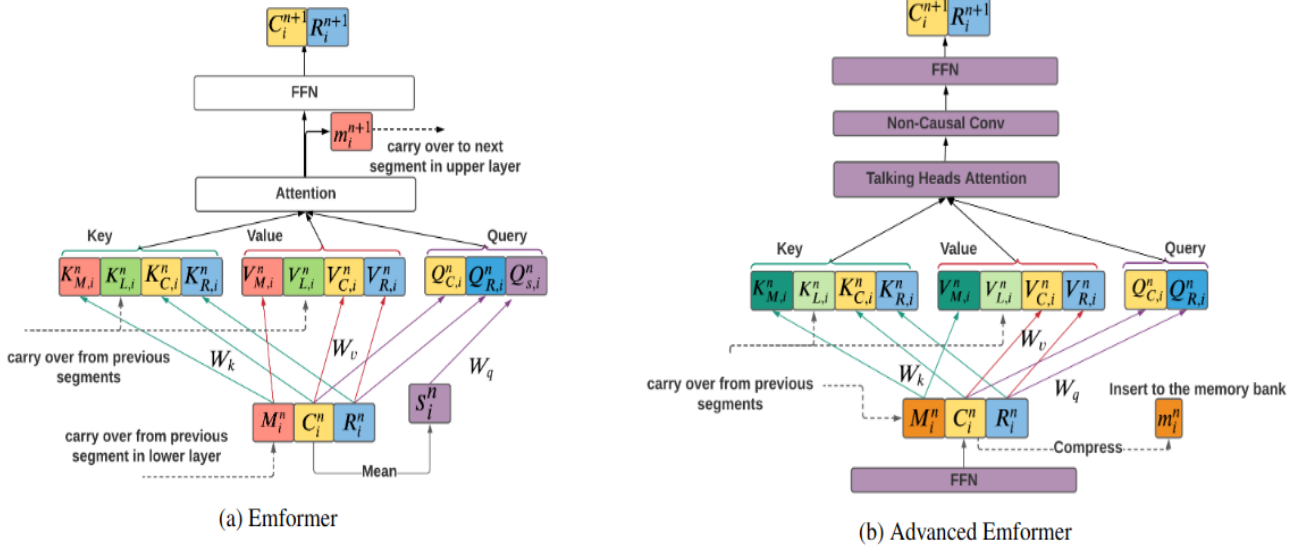 C_i^{n+1} R_i^{n+1}
FFN
m_i^{n+1}
carry over to next
segment in upper layer
Attention
Key Value Query
K_{M,i}^n K_{L,i}^n K_{C,i}^n K_{R,i}^n V_{M,i}^n V_{L,i}^n V_{C,i}^n V_{R,i}^n Q_{C,i}^n Q_{R,i}^n Q_{s,i}^n
carry over from previous
segments
W_k W_v W_q
s_i^n
M_i^n C_i^n R_i^n
carry over from previous
segment in lower layer
Mean
(a) Emformer
C_i^{n+1} R_i^{n+1}
FFN
Non-Causal Conv
Talking Heads Attention
Key Value Query
K_{M,i}^n K_{L,i}^n K_{C,i}^n K_{R,i}^n V_{M,i}^n V_{L,i}^n V_{C,i}^n V_{R,i}^n Q_{C,i}^n Q_{R,i}^n
W_k W_v W_q
carry over from previous
segments
Insert to the memory bank
M_i^n C_i^n R_i^n m_i^n
Compress
FFN
(b) Advanced Emformer